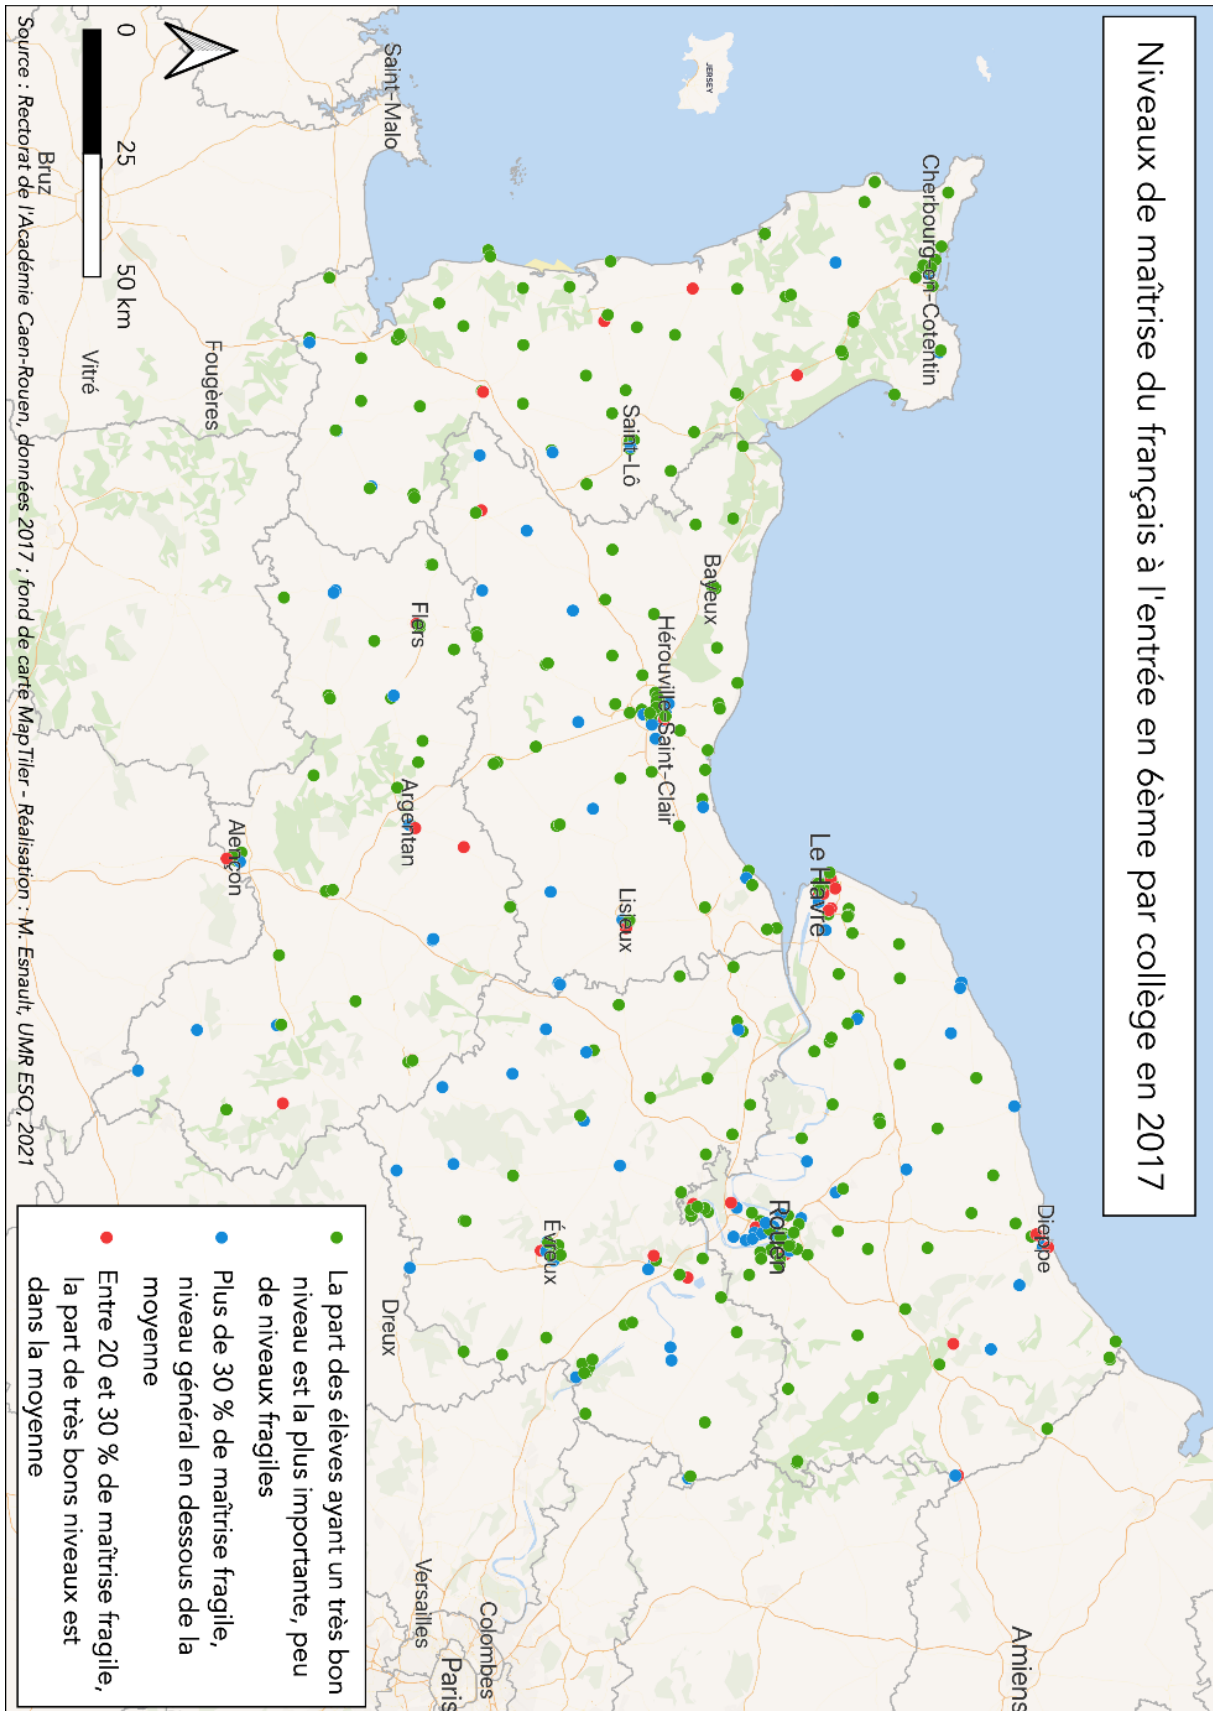 Niveaux de maîtrise du français à l'entrée en 6ème par collège en 2017
JERSEY
Cherbourg-en-Cotentin
Saint-Malo
Saint-Lô
Bayeux
Hérouville-Saint-Clair
Le Havre
Dieppe
Amiens
Rouen
Lisieux
Évreux
Flers
Argentan
Alençon
Dreux
Versailles
Colombes
Paris
Fougères
Vitré
Bruz
0
25
50 km
La part des élèves ayant un très bon
niveau est la plus importante, peu
de niveaux fragiles
Plus de 30 % de maîtrise fragile,
niveau général en dessous de la
moyenne
Entre 20 et 30 % de maîtrise fragile,
la part de très bons niveaux est
dans la moyenne
Source : Rectorat de l'Académie Caen-Rouen, données 2017 ; fond de carte MapTiler - Réalisation : M. Esnault, UMR ESO, 2021